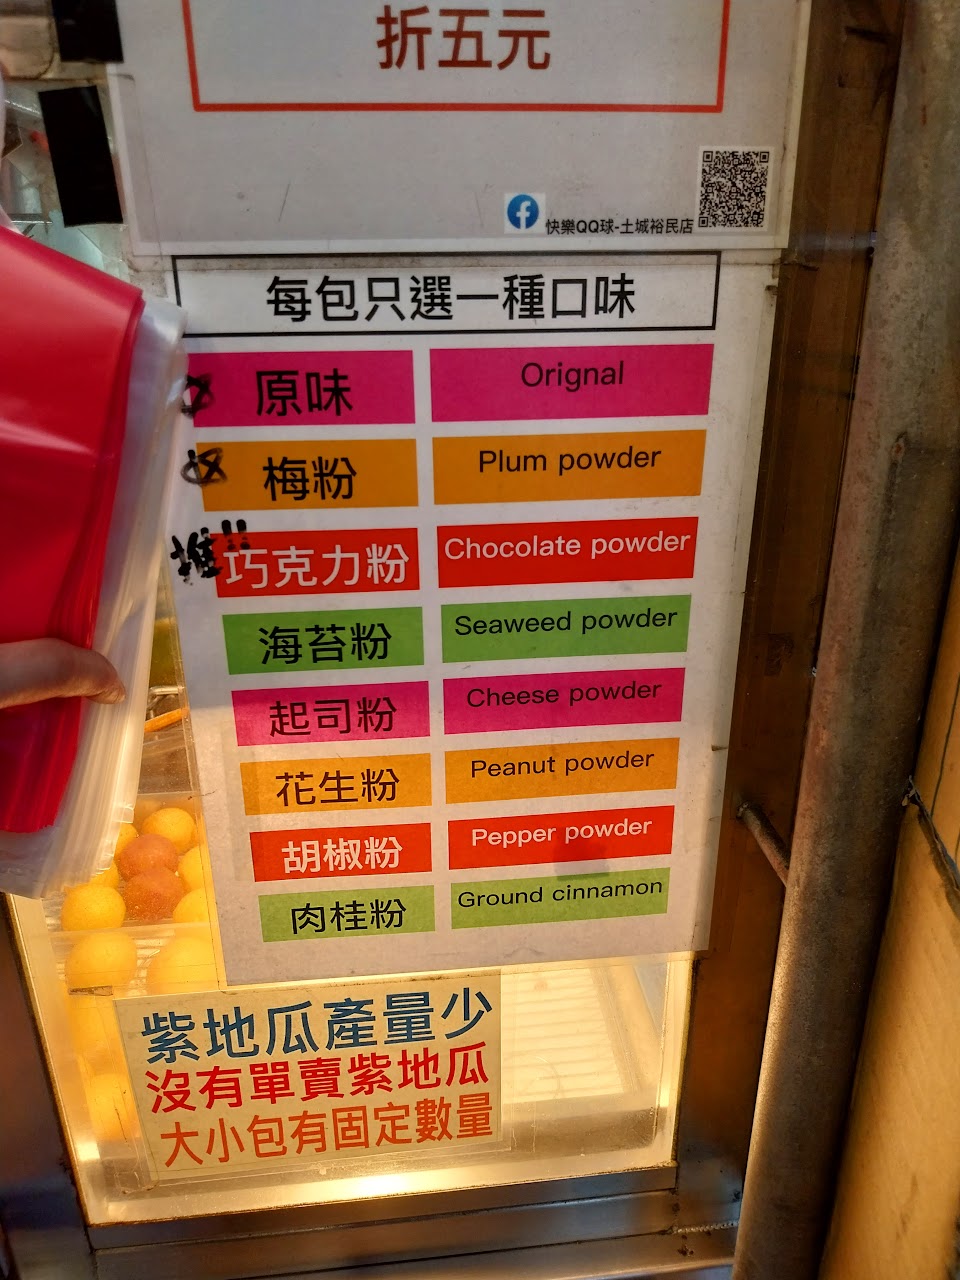 折五元
快樂QQ球-土城裕民店
每包只選一種口味
原味 Orignal
梅粉 Plum powder
推!!
巧克力粉 Chocolate powder
海苔粉 Seaweed powder
起司粉 Cheese powder
花生粉 Peanut powder
胡椒粉 Pepper powder
肉桂粉 Ground cinnamon
紫地瓜產量少
沒有單賣紫地瓜
大小包有固定數量